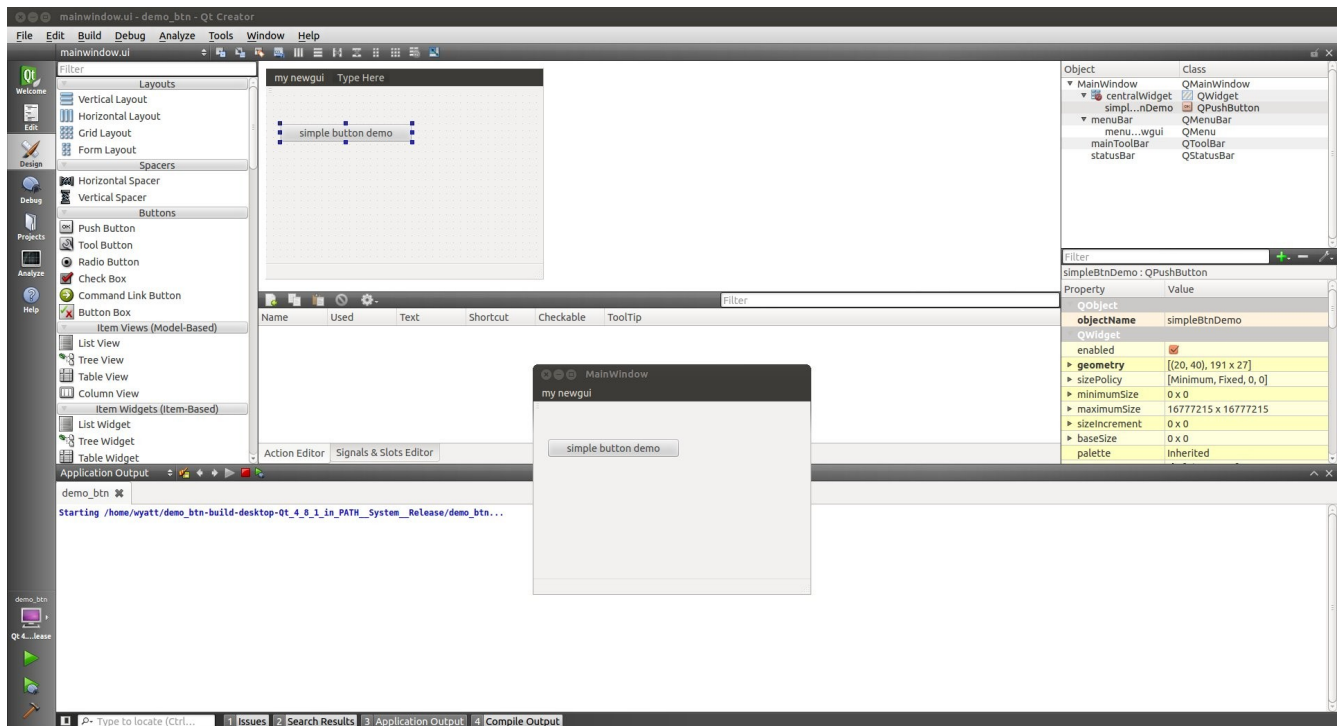 mainwindow.ui - demo_btn - Qt Creator
File Edit Build Debug Analyze Tools Window Help
mainwindow.ui
Welcome
Edit
Design
Debug
Projects
Analyze
Help
Filter
Layouts
Vertical Layout
Horizontal Layout
Grid Layout
Form Layout
Spacers
Horizontal Spacer
Vertical Spacer
Buttons
Push Button
Tool Button
Radio Button
Check Box
Command Link Button
Button Box
Item Views (Model-Based)
List View
Tree View
Table View
Column View
Item Widgets (Item-Based)
List Widget
Tree Widget
Table Widget
my newgui Type Here
simple button demo
Filter
Name Used Text Shortcut Checkable ToolTip
Action Editor Signals & Slots Editor
MainWindow
my newgui
simple button demo
Object Class
MainWindow QMainWindow
centralWidget QWidget
simpl...nDemo QPushButton
menuBar QMenuBar
menu...wgui QMenu
mainToolBar QToolBar
statusBar QStatusBar
Filter
simpleBtnDemo : QPushButton
Property Value
QObject
objectName simpleBtnDemo
QWidget
enabled
geometry [(20, 40), 191 x 27]
sizePolicy [Minimum, Fixed, 0, 0]
minimumSize 0 x 0
maximumSize 16777215 x 16777215
sizeIncrement 0 x 0
baseSize 0 x 0
palette Inherited
Application Output
demo_btn
Starting /home/wyatt/demo_btn-build-desktop-Qt_4_8_1_in_PATH__System__Release/demo_btn...
demo_btn
Qt 4....lease
Type to locate (Ctrl...
1 Issues 2 Search Results 3 Application Output 4 Compile Output